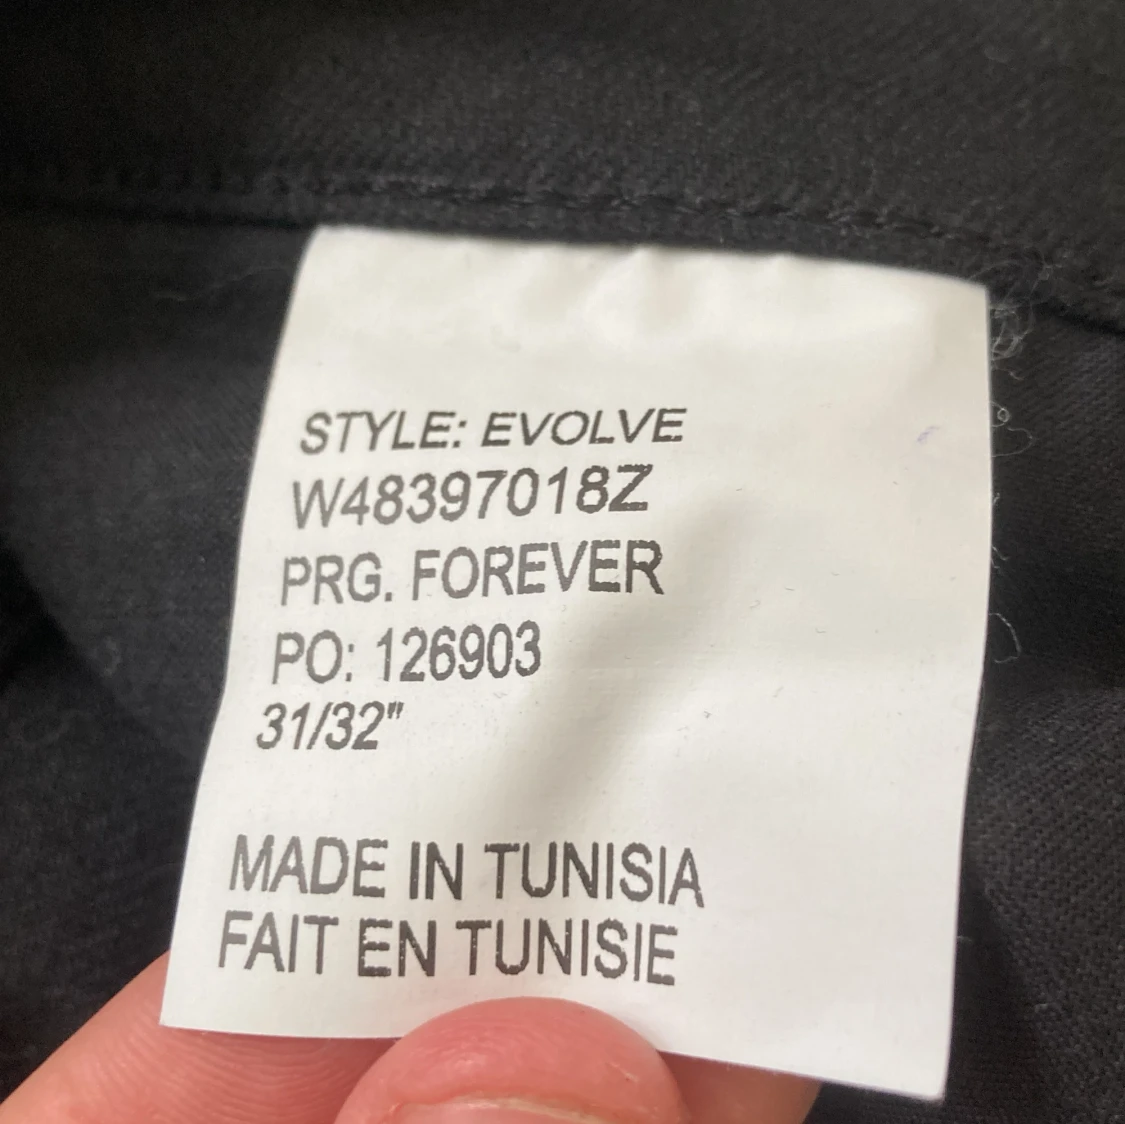 STYLE: EVOLVE
W48397018Z
PRG. FOREVER
PO: 126903
31/32"
MADE IN TUNISIA
FAIT EN TUNISIE